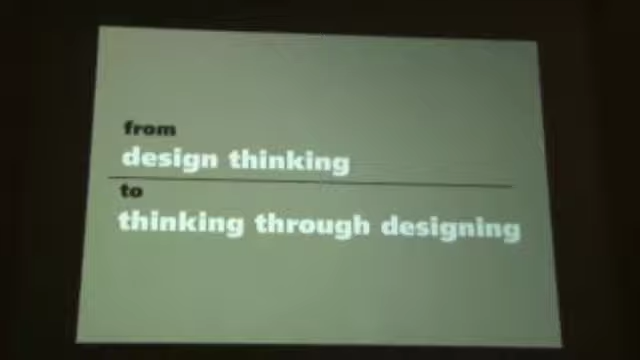 from
design thinking
to
thinking through designing